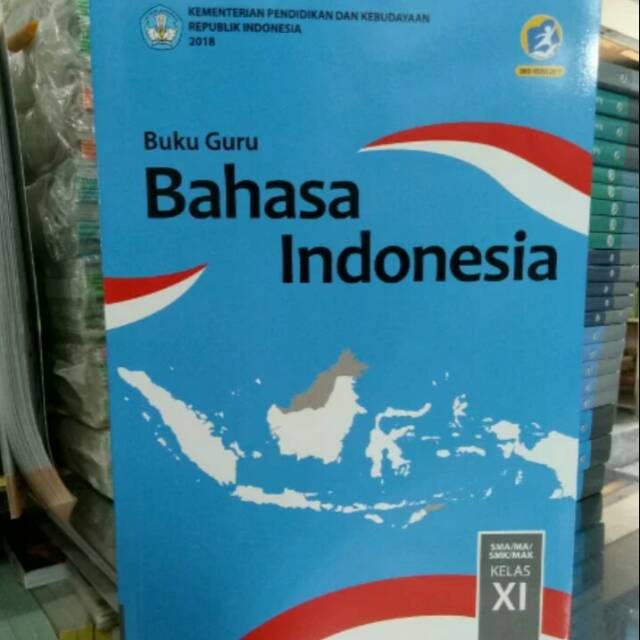 KEMENTERIAN PENDIDIKAN DAN KEBUDAYAAN
REPUBLIK INDONESIA
2018
Buku Guru
Bahasa
Indonesia
SMA/MA/
SMK/MAK
KELAS
XI